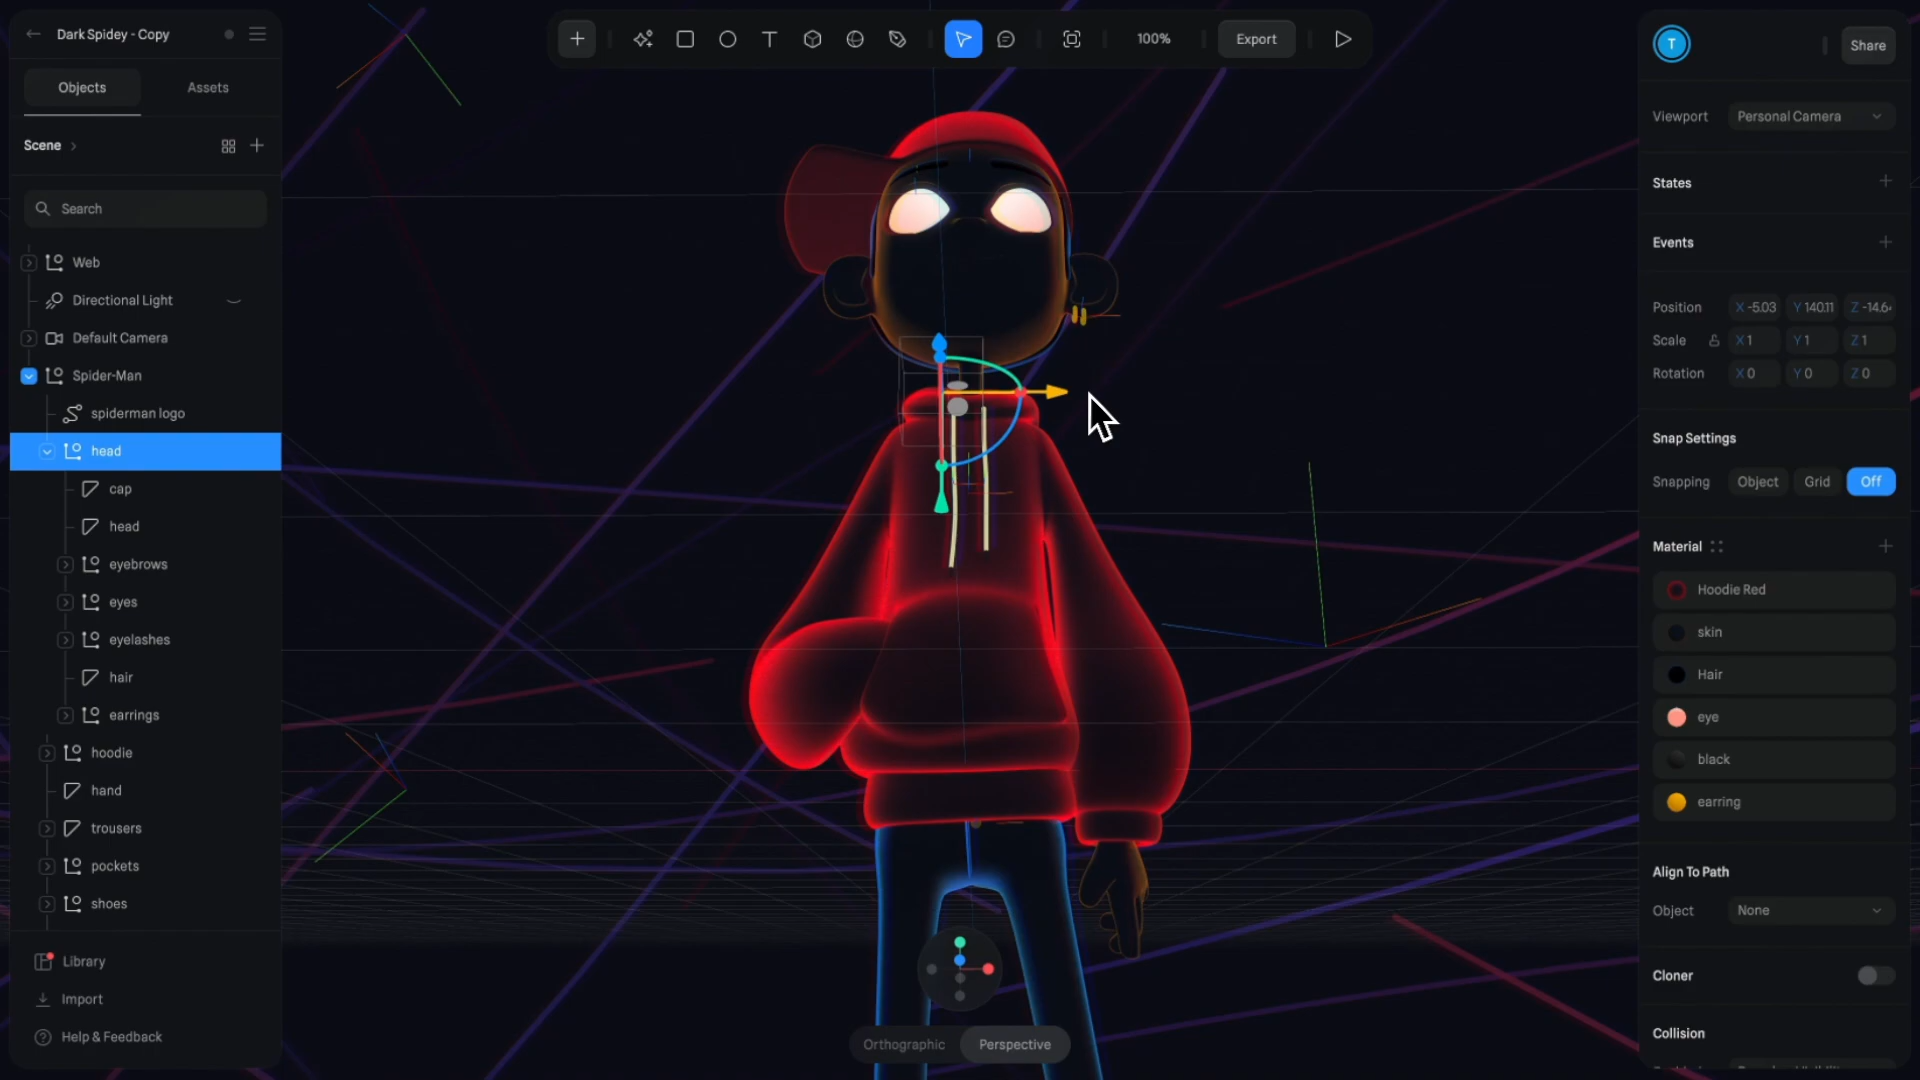 Dark Spidey - Copy
Objects
Assets
Scene
Search
Web
Directional Light
Default Camera
Spider-Man
spiderman logo
head
cap
head
eyebrows
eyes
eyelashes
hair
earrings
hoodie
hand
trousers
pockets
shoes
Library
Import
Help & Feedback
100%
Export
Orthographic
Perspective
T
Share
Viewport
Personal Camera
States
Events
Position X -5.03 Y 140.11 Z -14.6
Scale X 1 Y 1 Z 1
Rotation X 0 Y 0 Z 0
Snap Settings
Snapping Object Grid Off
Material
Hoodie Red
skin
Hair
eye
black
earring
Align To Path
Object None
Cloner
Collision